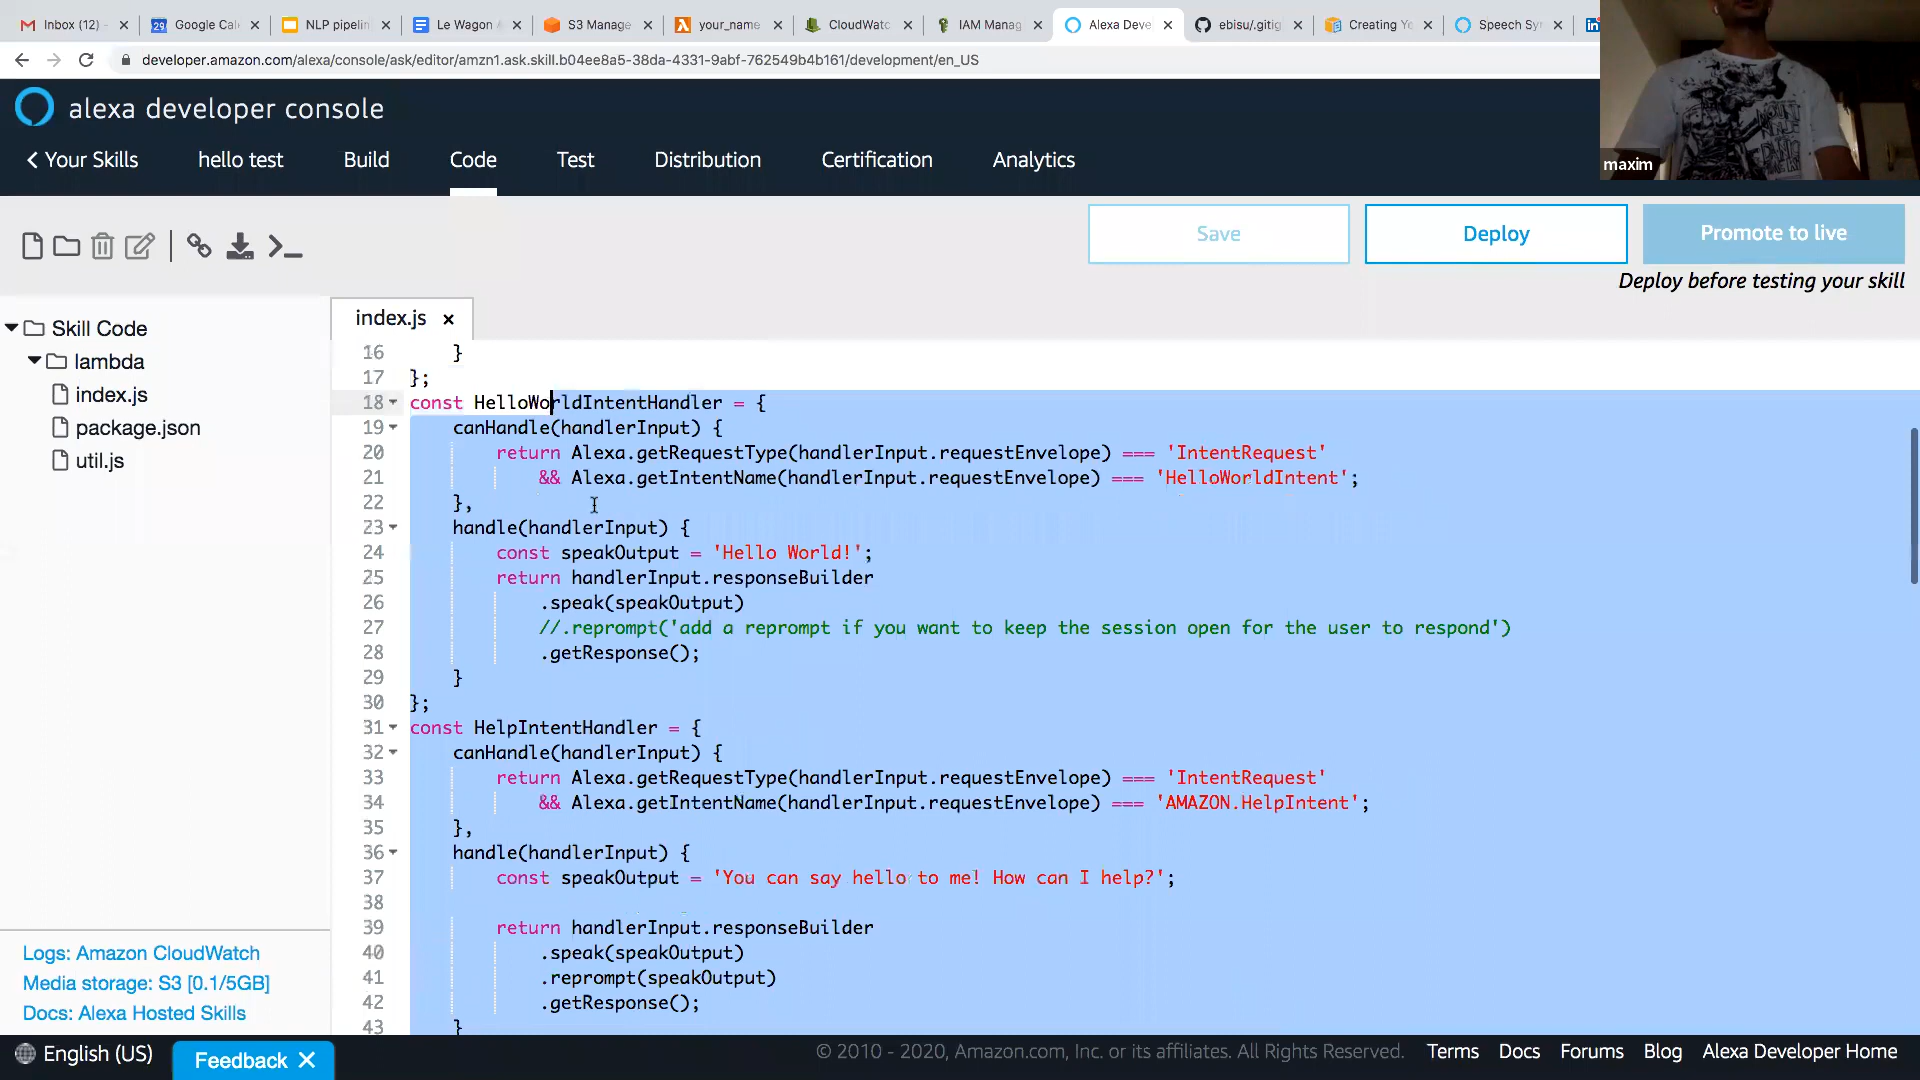 Inbox (12) -
Google Cal
NLP pipelin
Le Wagon
S3 Manage
your_name
CloudWatc
IAM Manag
Alexa Deve
ebisu/.gitig
Creating Ye
Speech Syn
developer.amazon.com/alexa/console/ask/editor/amzn1.ask.skill.b04ee8a5-38da-4331-9abf-762549b4b161/development/en_US
alexa developer console
maxim
Your Skills hello test Build Code Test Distribution Certification Analytics
Save Deploy Promote to live
Deploy before testing your skill
index.js
Skill Code
lambda
index.js
package.json
util.js
16 }
17 };
18 const HelloWorldIntentHandler = {
19 canHandle(handlerInput) {
20 return Alexa.getRequestType(handlerInput.requestEnvelope) === 'IntentRequest'
21 && Alexa.getIntentName(handlerInput.requestEnvelope) === 'HelloWorldIntent';
22 },
23 handle(handlerInput) {
24 const speakOutput = 'Hello World!';
25 return handlerInput.responseBuilder
26 .speak(speakOutput)
27 //.reprompt('add a reprompt if you want to keep the session open for the user to respond')
28 .getResponse();
29 }
30 };
31 const HelpIntentHandler = {
32 canHandle(handlerInput) {
33 return Alexa.getRequestType(handlerInput.requestEnvelope) === 'IntentRequest'
34 && Alexa.getIntentName(handlerInput.requestEnvelope) === 'AMAZON.HelpIntent';
35 },
36 handle(handlerInput) {
37 const speakOutput = 'You can say hello to me! How can I help?';
38
39 return handlerInput.responseBuilder
40 .speak(speakOutput)
41 .reprompt(speakOutput)
42 .getResponse();
43 }
Logs: Amazon CloudWatch
Media storage: S3 [0.1/5GB]
Docs: Alexa Hosted Skills
English (US)
Feedback
© 2010 - 2020, Amazon.com, Inc. or its affiliates. All Rights Reserved. Terms Docs Forums Blog Alexa Developer Home